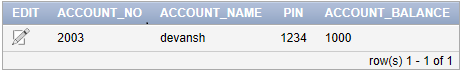 EDIT ACCOUNT_NO ACCOUNT_NAME PIN ACCOUNT_BALANCE
2003 devansh 1234 1000
row(s) 1 - 1 of 1